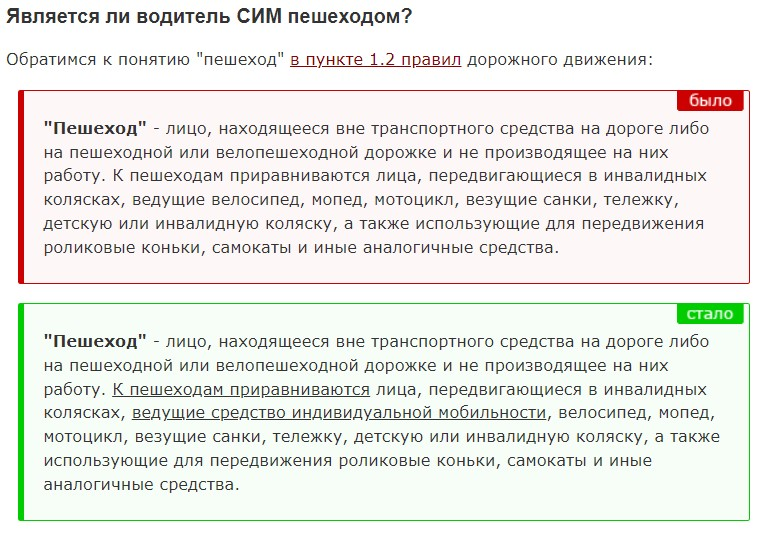 Является ли водитель СИМ пешеходом?
Обратимся к понятию "пешеход" в пункте 1.2 правил дорожного движения:
было
"Пешеход" - лицо, находящееся вне транспортного средства на дороге либо
на пешеходной или велопешеходной дорожке и не производящее на них
работу. К пешеходам приравниваются лица, передвигающиеся в инвалидных
колясках, ведущие велосипед, мопед, мотоцикл, везущие санки, тележку,
детскую или инвалидную коляску, а также использующие для передвижения
роликовые коньки, самокаты и иные аналогичные средства.
стало
"Пешеход" - лицо, находящееся вне транспортного средства на дороге либо
на пешеходной или велопешеходной дорожке и не производящее на них
работу. К пешеходам приравниваются лица, передвигающиеся в инвалидных
колясках, ведущие средство индивидуальной мобильности, велосипед, мопед,
мотоцикл, везущие санки, тележку, детскую или инвалидную коляску, а также
использующие для передвижения роликовые коньки, самокаты и иные
аналогичные средства.